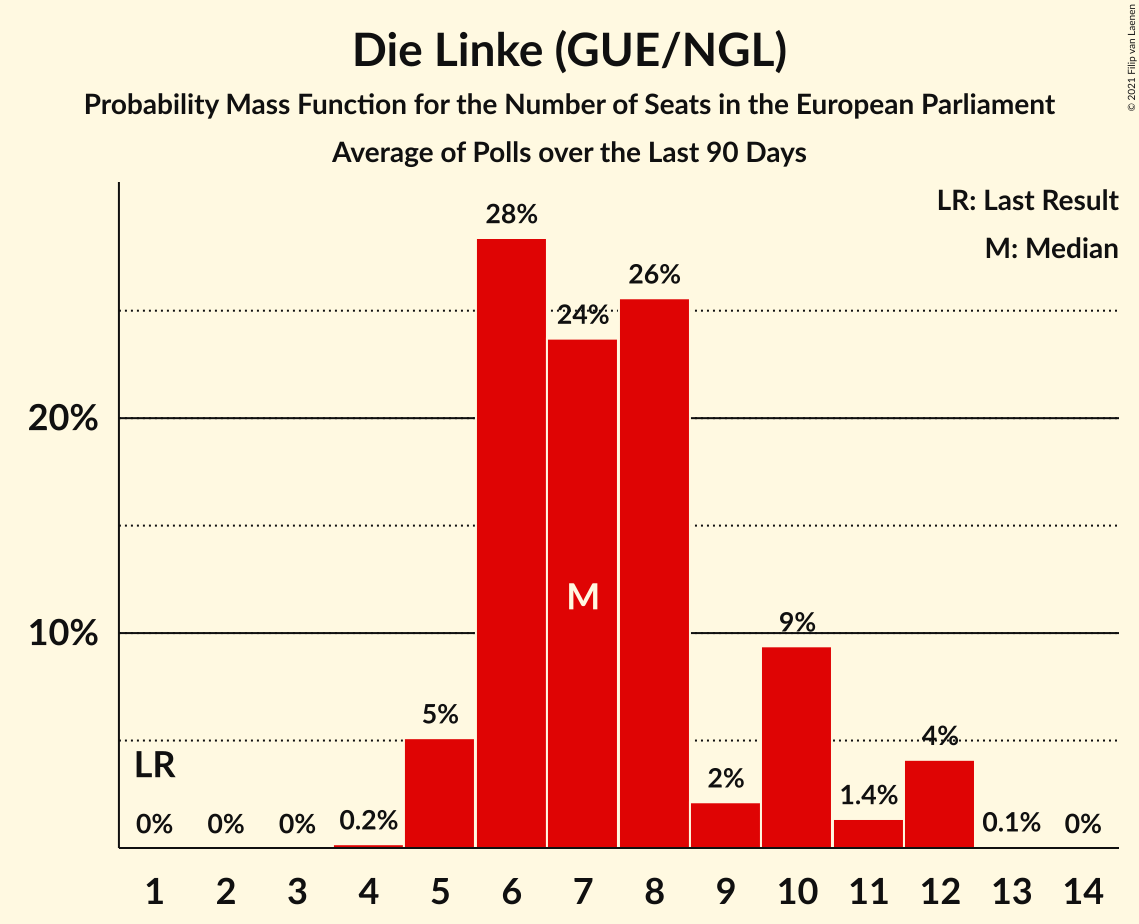 Die Linke (GUE/NGL)
Probability Mass Function for the Number of Seats in the European Parliament
Average of Polls over the Last 90 Days
© 2021 Filip van Laenen
LR: Last Result
M: Median
28%
26%
24%
20%
M
10%
9%
5%
4%
LR
2%
1.4%
0% 0% 0% 0.2% 0.1% 0%
1 2 3 4 5 6 7 8 9 10 11 12 13 14